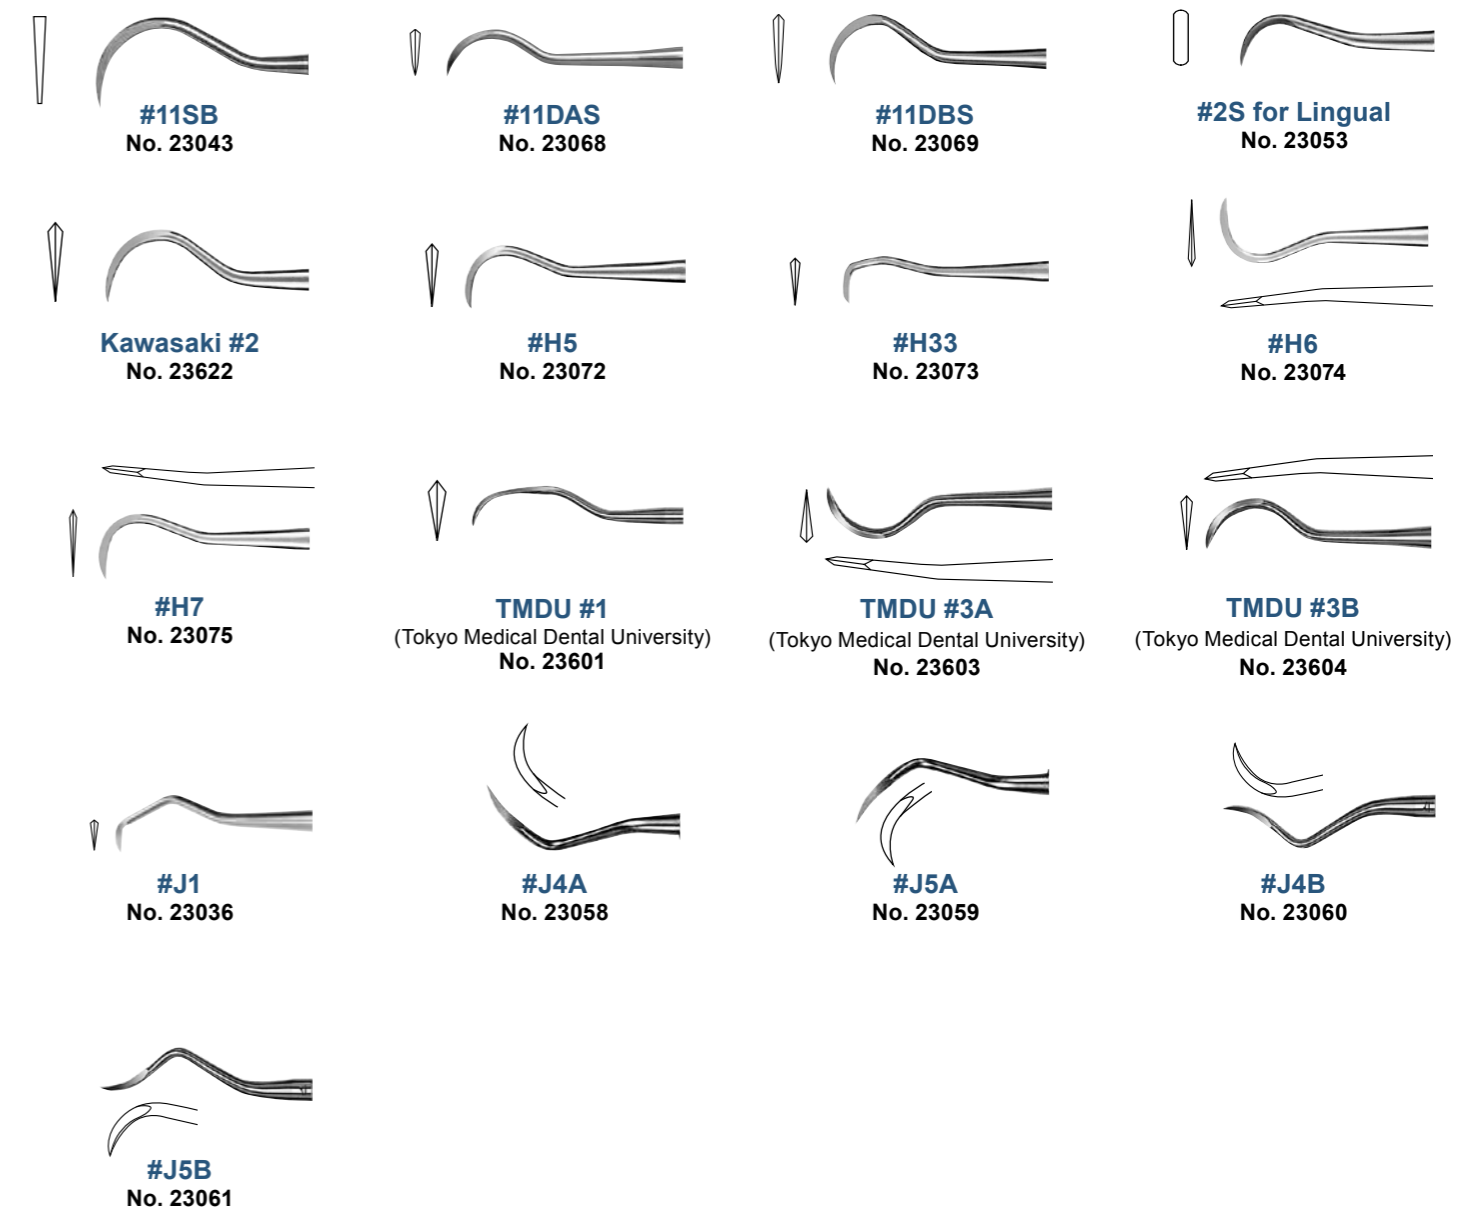 #11SB
No. 23043
#11DAS
No. 23068
#11DBS
No. 23069
#2S for Lingual
No. 23053
Kawasaki #2
No. 23622
#H5
No. 23072
#H33
No. 23073
#H6
No. 23074
#H7
No. 23075
TMDU #1
(Tokyo Medical Dental University)
No. 23601
TMDU #3A
(Tokyo Medical Dental University)
No. 23603
TMDU #3B
(Tokyo Medical Dental University)
No. 23604
#J1
No. 23036
#J4A
No. 23058
#J5A
No. 23059
#J4B
No. 23060
#J5B
No. 23061